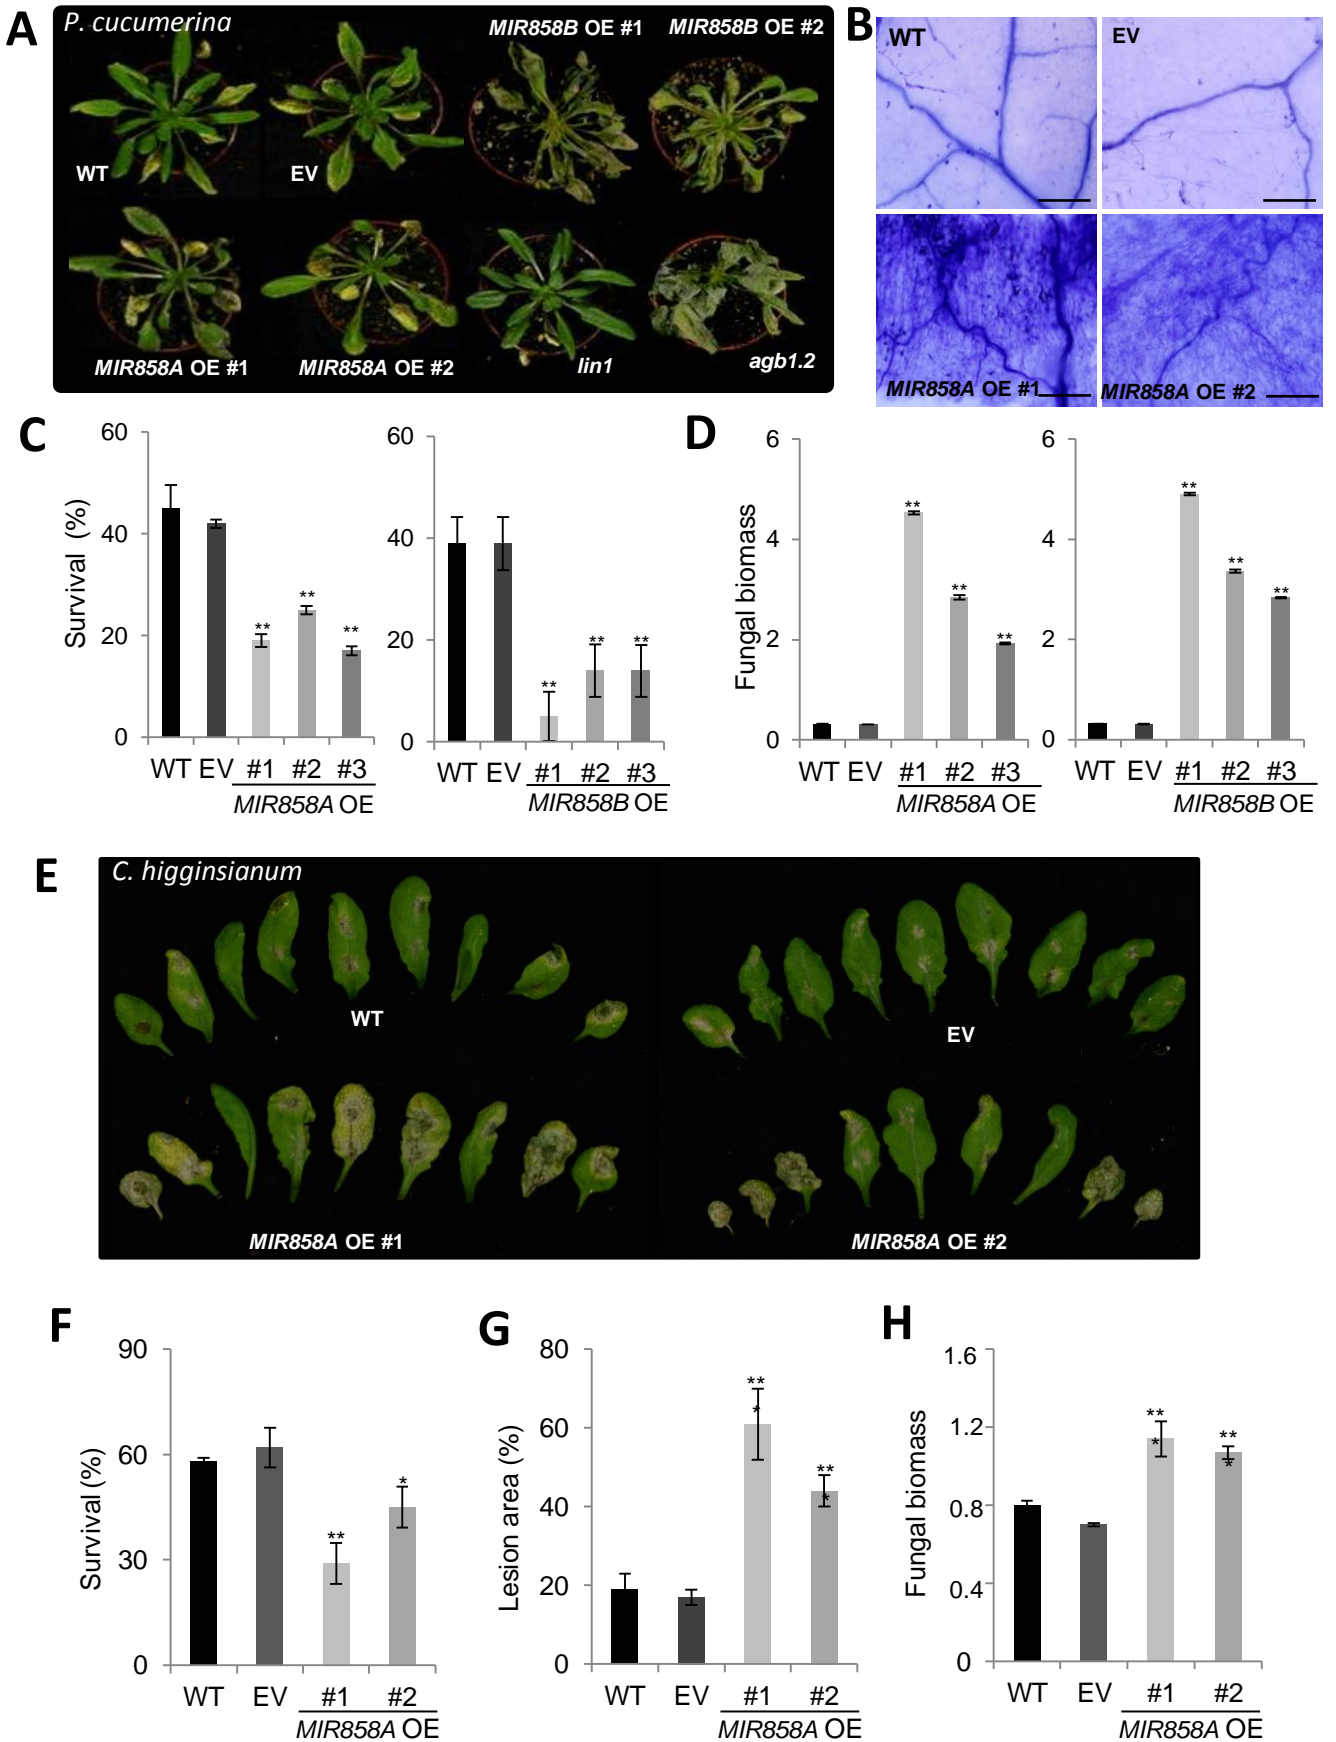 A
P. cucumerina
MIR858B OE #1
MIR858B OE #2
WT
EV
MIR858A OE #1
MIR858A OE #2
lin1
agb1.2
B
WT
EV
MIR858A OE #1
MIR858A OE #2
C
Survival (%)
60
40
20
0
**
**
**
WT EV #1 #2 #3
MIR858A OE
60
40
20
0
**
**
**
WT EV #1 #2 #3
MIR858B OE
D
Fungal biomass
6
4
2
0
**
**
**
WT EV #1 #2 #3
MIR858A OE
6
4
2
0
**
**
**
WT EV #1 #2 #3
MIR858B OE
E
C. higginsianum
WT
EV
MIR858A OE #1
MIR858A OE #2
F
Survival (%)
90
60
30
0
**
*
WT EV #1 #2
MIR858A OE
G
Lesion area (%)
80
60
40
20
0
**
*
**
*
WT EV #1 #2
MIR858A OE
H
Fungal biomass
1.6
1.2
0.8
0.4
0
**
*
**
*
WT EV #1 #2
MIR858A OE